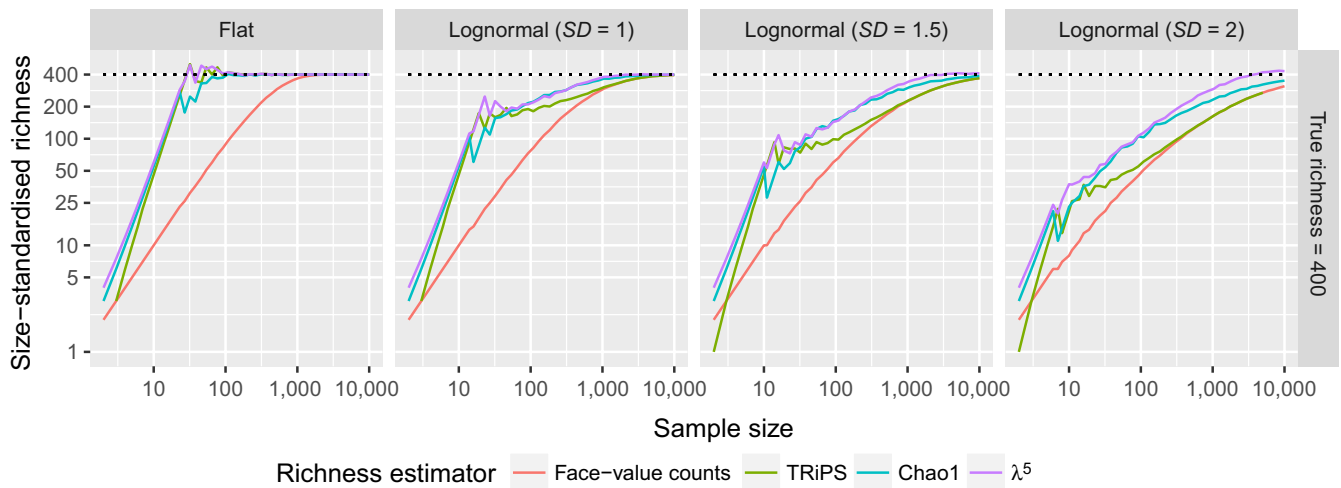 Flat
Lognormal (SD = 1)
Lognormal (SD = 1.5)
Lognormal (SD = 2)
Size−standardised richness
400
200
100
50
25
10
5
1
True richness = 400
10 100 1,000 10,000
10 100 1,000 10,000
10 100 1,000 10,000
10 100 1,000 10,000
Sample size
Richness estimator Face−value counts TRiPS Chao1 λ⁵